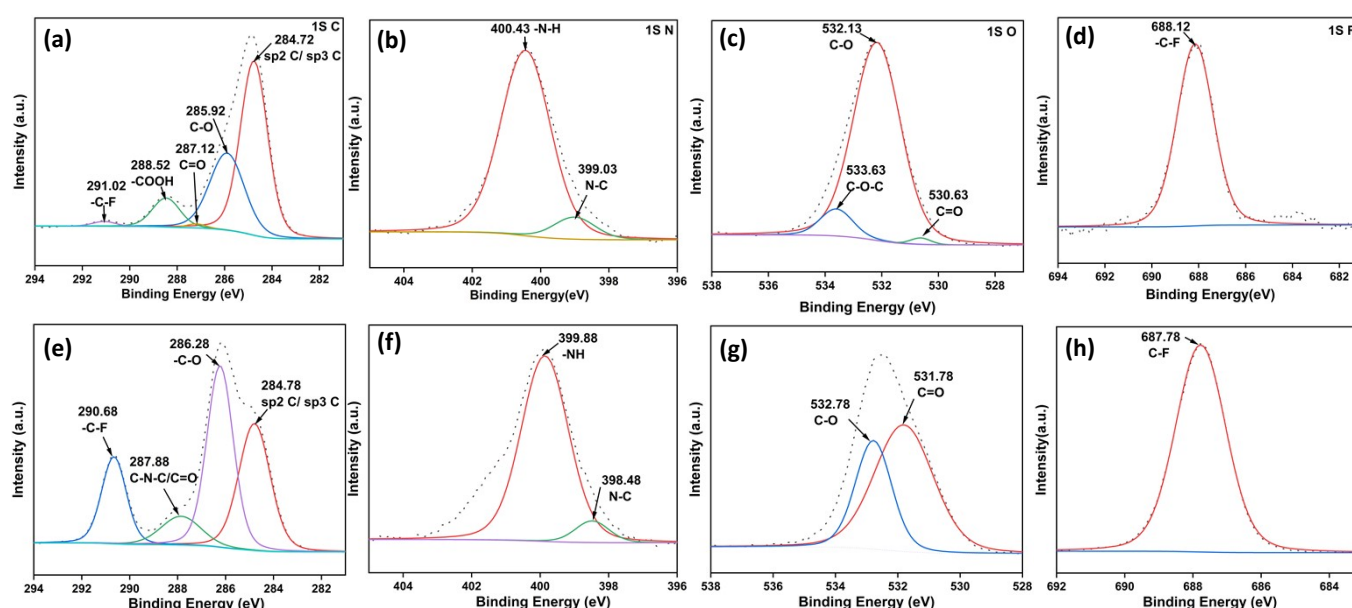 (a)
1S C
284.72
sp2 C/ sp3 C
285.92
C-O
287.12
C=O
288.52
-COOH
291.02
-C-F
Intensity (a.u.)
294 292 290 288 286 284 282
Binding Energy (eV)
(b)
1S N
400.43 -N-H
399.03
N-C
Intensity (a.u.)
404 402 400 398 396
Binding Energy(eV)
(c)
1S O
532.13
C-O
533.63
C-O-C
530.63
C=O
Intensity (a.u.)
538 536 534 532 530 528
Binding Energy (eV)
(d)
1S F
688.12
-C-F
Intensity(a.u.)
694 692 690 688 686 684 682
Binding Energy(eV)
(e)
286.28
-C-O
284.78
sp2 C/ sp3 C
290.68
-C-F
287.88
C-N-C/C=O
Intensity (a.u.)
294 292 290 288 286 284 282
Binding Energy (eV)
(f)
399.88
-NH
398.48
N-C
Intensity (a.u.)
404 402 400 398 396
Binding Energy (eV)
(g)
531.78
C=O
532.78
C-O
Intensity (a.u.)
538 536 534 532 530 528
Binding Energy (eV)
(h)
687.78
C-F
Intensity(a.u.)
692 690 688 686 684
Binding Energy (eV)